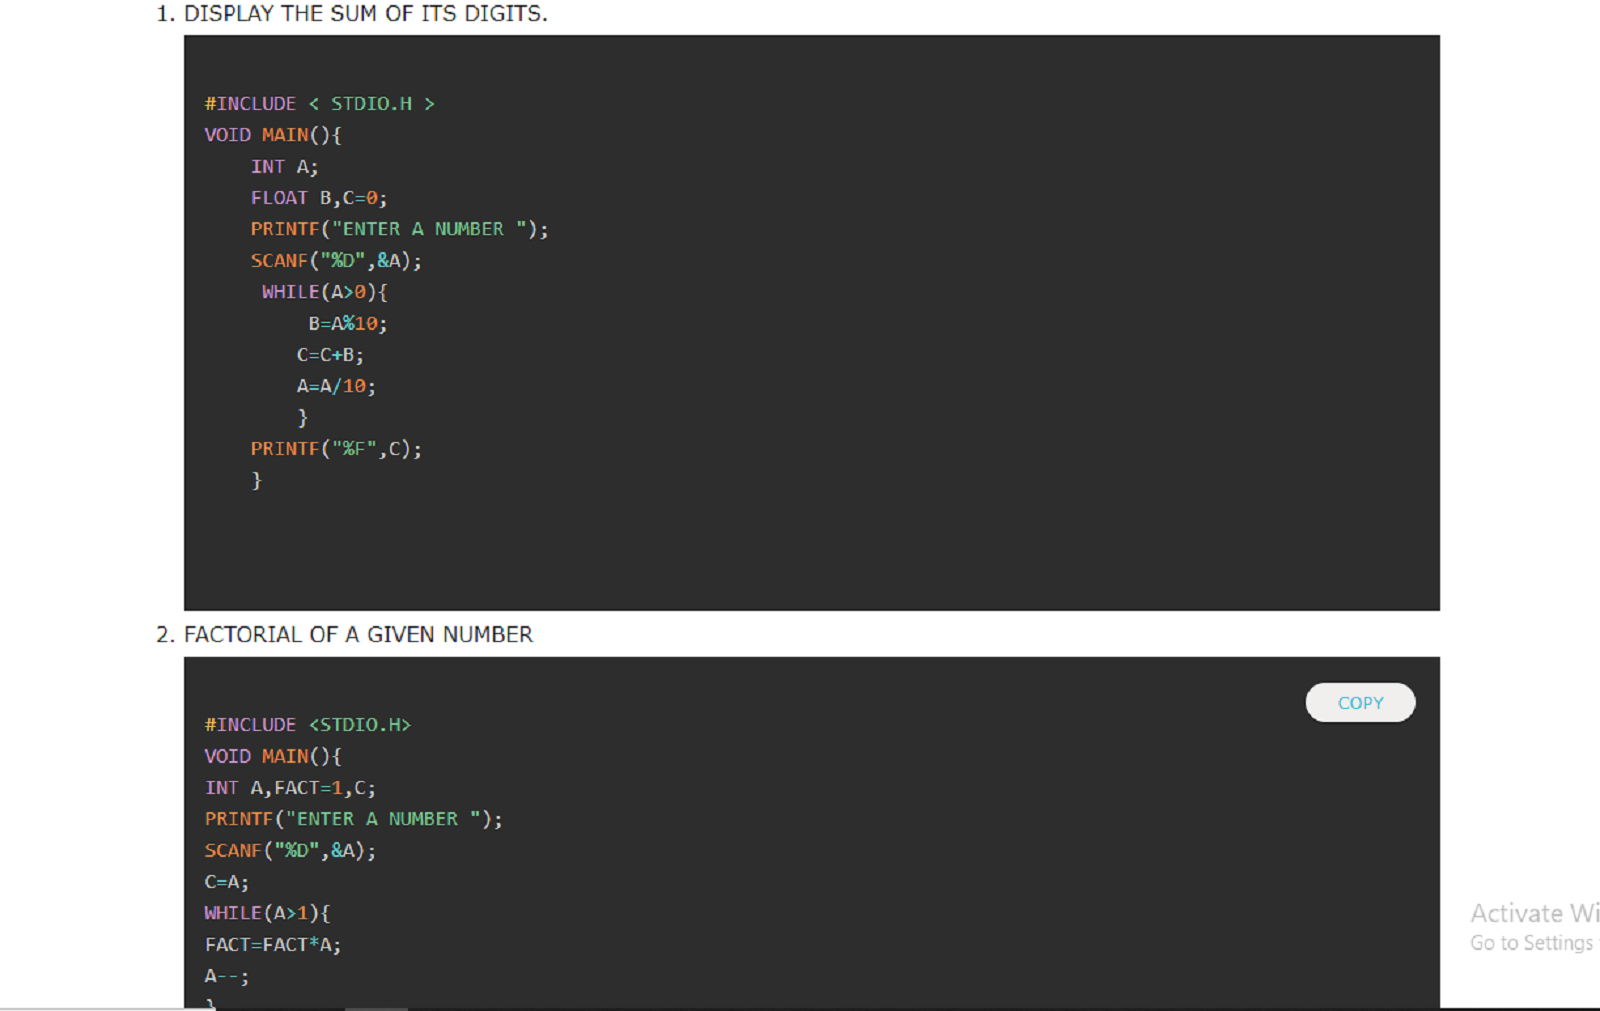 1. DISPLAY THE SUM OF ITS DIGITS.
#INCLUDE < STDIO.H >
VOID MAIN(){
INT A;
FLOAT B,C=0;
PRINTF("ENTER A NUMBER ");
SCANF("%D",&A);
WHILE(A>0){
B=A%10;
C=C+B;
A=A/10;
}
PRINTF("%F",C);
}
2. FACTORIAL OF A GIVEN NUMBER
COPY
#INCLUDE <STDIO.H>
VOID MAIN(){
INT A,FACT=1,C;
PRINTF("ENTER A NUMBER ");
SCANF("%D",&A);
C=A;
WHILE(A>1){
FACT=FACT*A;
A--;
}
Activate Wi
Go to Settings